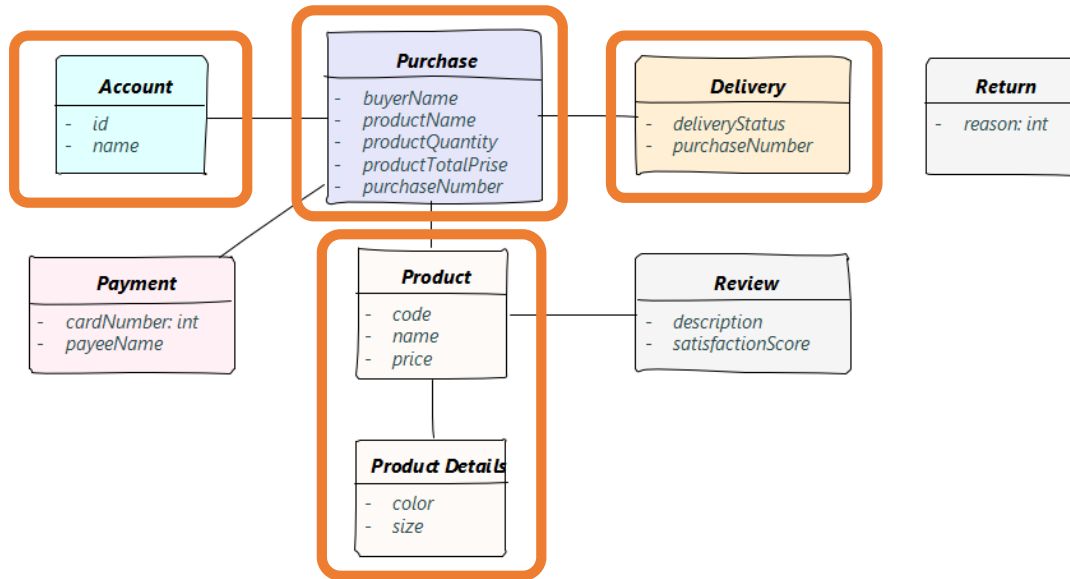 Account
- id
- name
Purchase
- buyerName
- productName
- productQuantity
- productTotalPrise
- purchaseNumber
Delivery
- deliveryStatus
- purchaseNumber
Return
- reason: int
Payment
- cardNumber: int
- payeeName
Product
- code
- name
- price
Review
- description
- satisfactionScore
Product Details
- color
- size